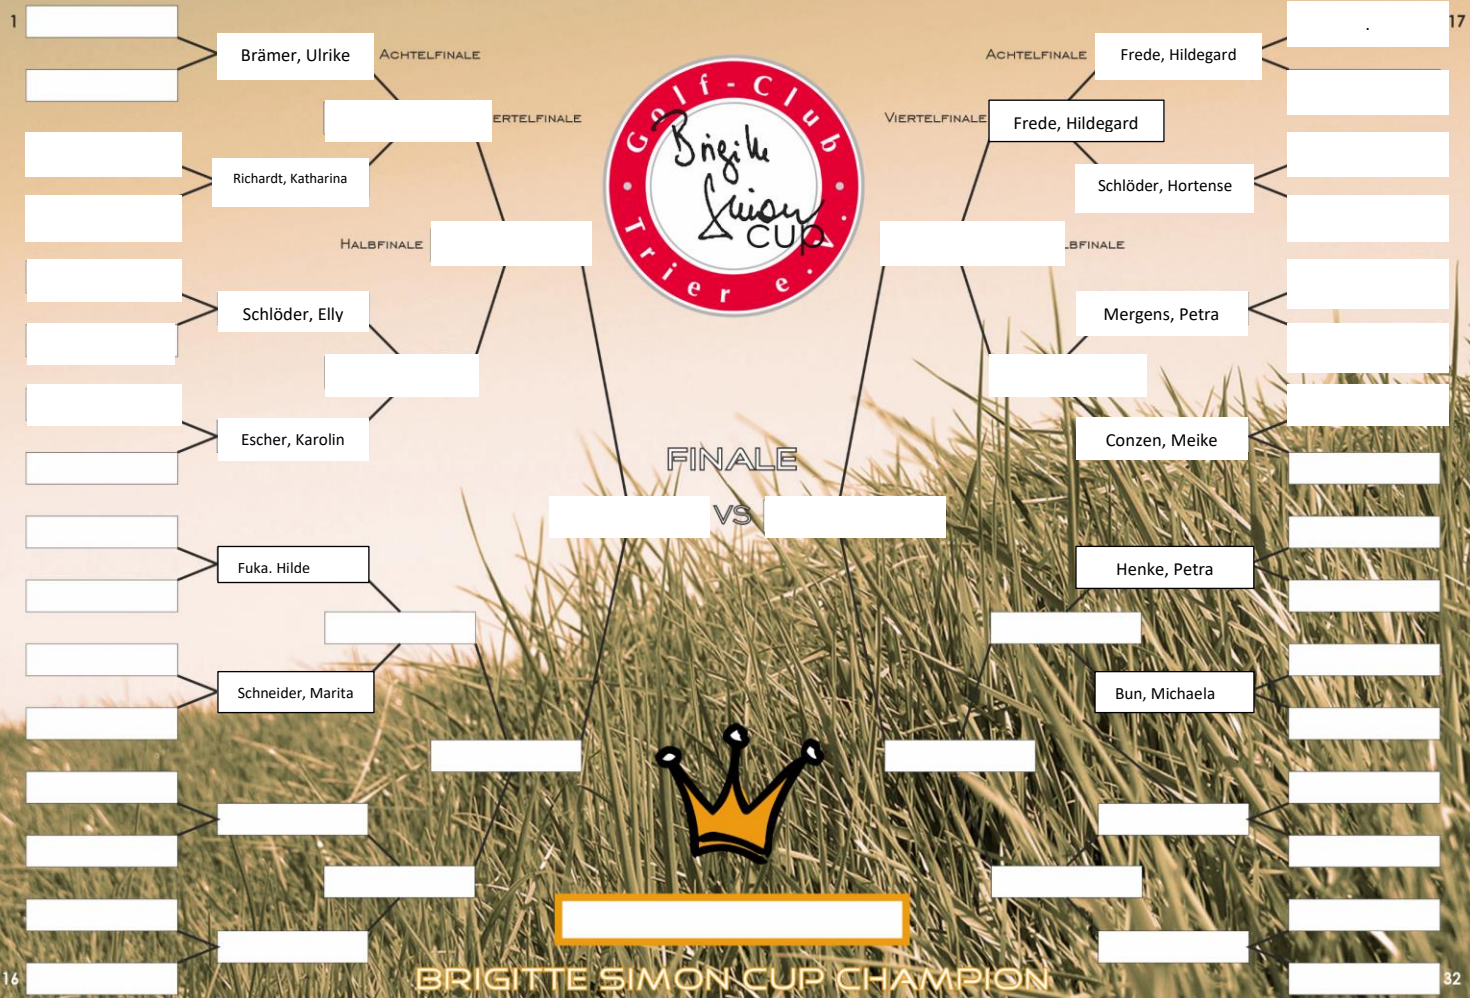 1
17
.
Brämer, Ulrike
ACHTELFINALE
ACHTELFINALE
Frede, Hildegard
ERTELFINALE
VIERTELFINALE
Frede, Hildegard
Golf-Club Trier e.V.
Brigitte
Simon
CUP
Richardt, Katharina
Schlöder, Hortense
HALBFINALE
LBFINALE
Schlöder, Elly
Mergens, Petra
Escher, Karolin
Conzen, Meike
FINALE
VS
Fuka. Hilde
Henke, Petra
Schneider, Marita
Bun, Michaela
16
32
BRIGITTE SIMON CUP CHAMPION